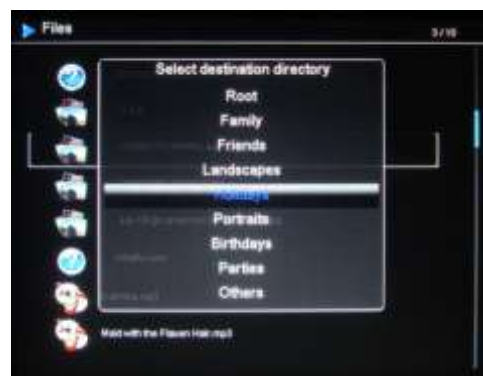 Files
3/10
Select destination directory
Root
Family
Friends
Landscapes
Holidays
Portraits
Birthdays
Parties
Others
Maid with the Flaxen Hair.mp3